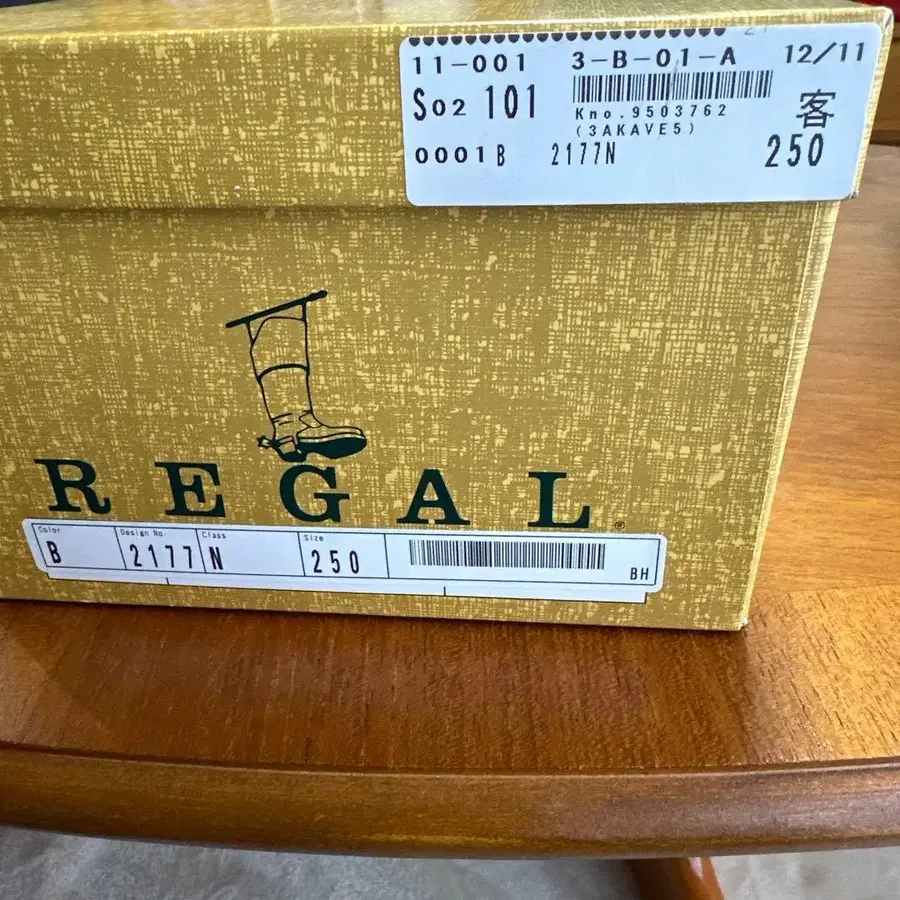 11-001 3-B-01-A 12/11
S02 101 客
Kno.9503762
(3AKAVE5)
0001B 2177N 250
REGAL®
Color Design No. Class Size
B 2177 N 250 BH